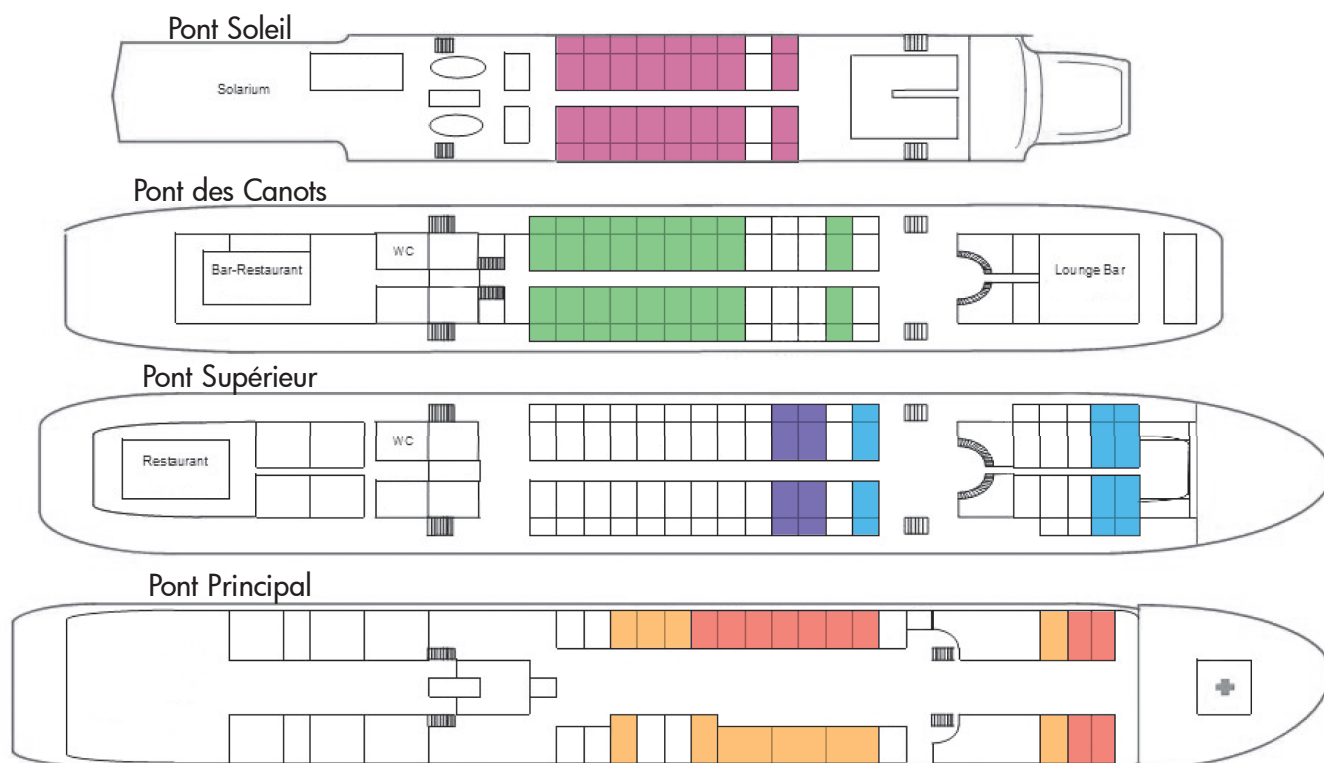 Pont Soleil
Solarium
Pont des Canots
WC
Bar-Restaurant
Lounge Bar
Pont Supérieur
WC
Restaurant
Pont Principal